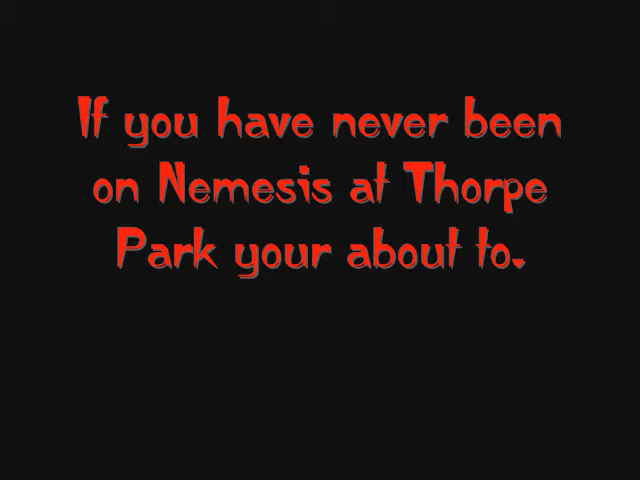 If you have never been
on Nemesis at Thorpe
Park your about to.